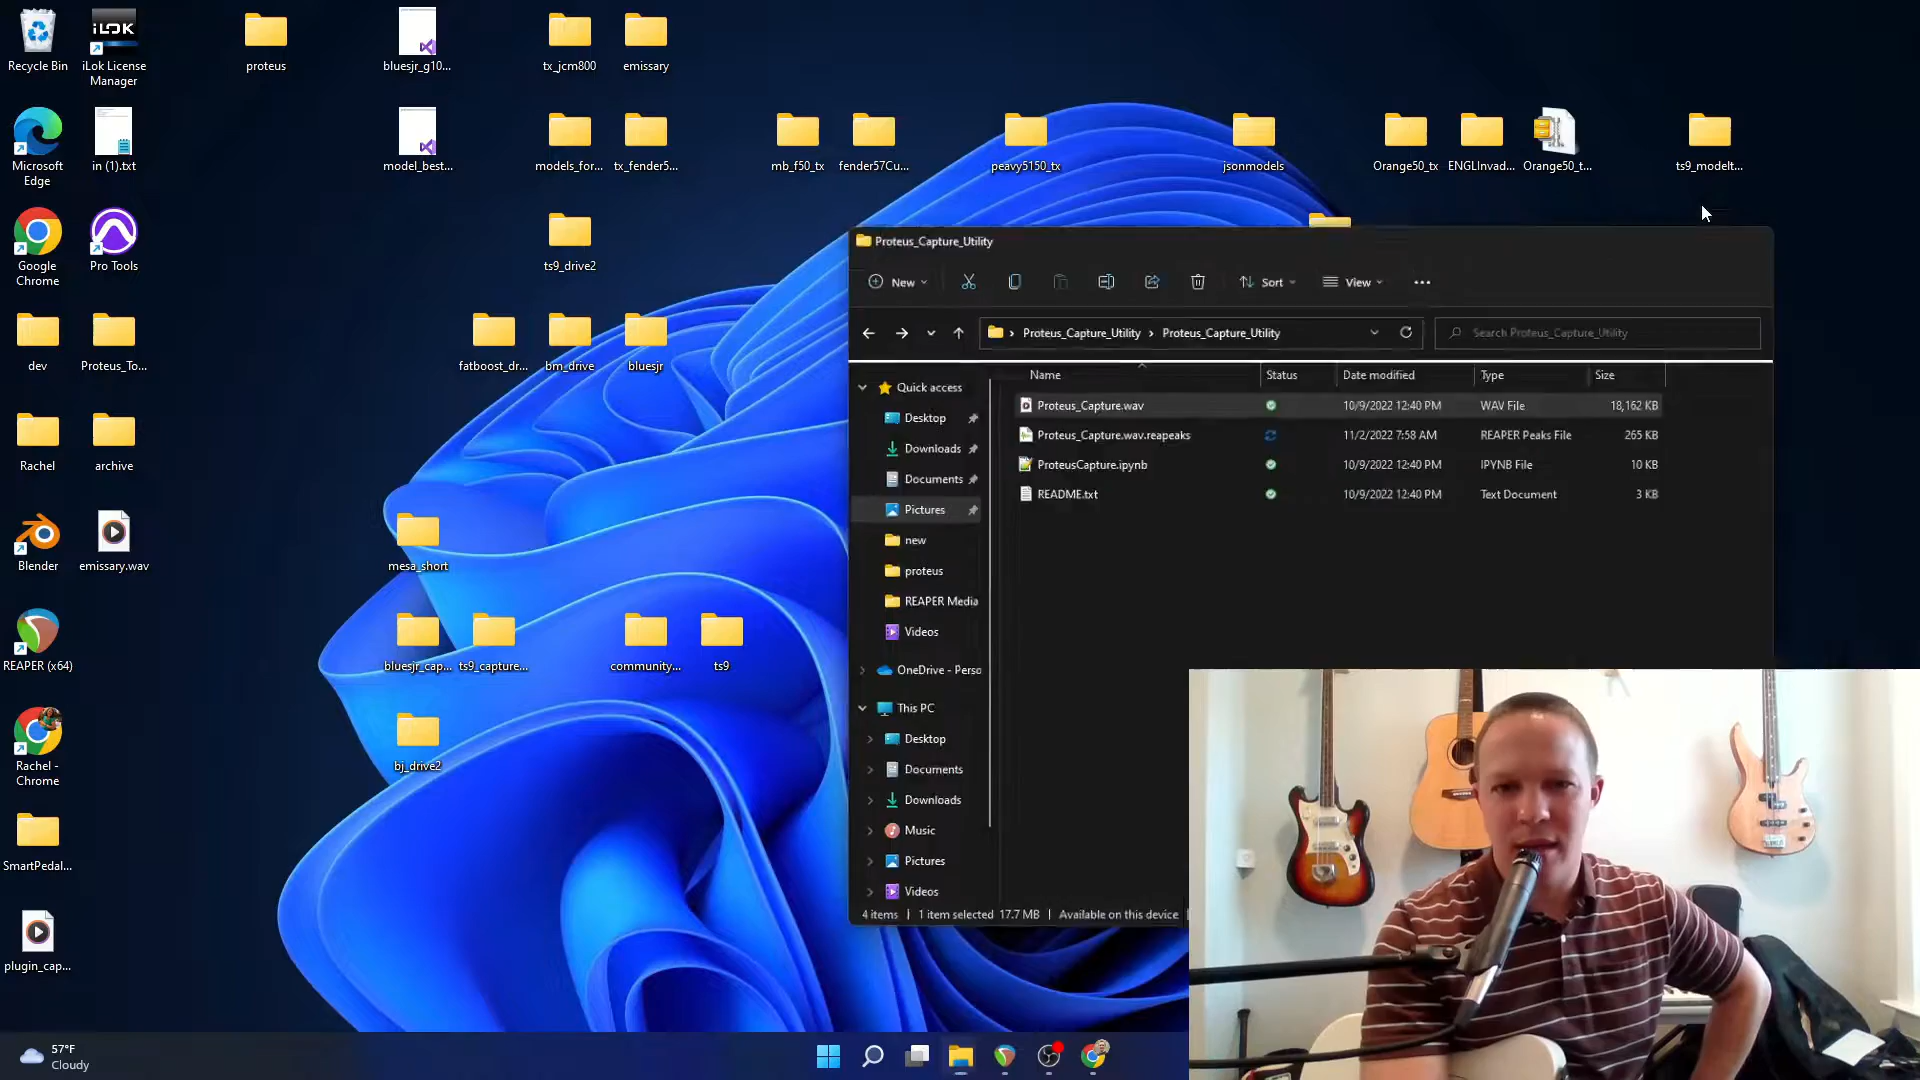 Recycle Bin
iLOK
iLok License
Manager
proteus
bluesjr_g10...
tx_jcm800
emissary
Microsoft
Edge
in (1).txt
model_best...
models_for...
tx_fender5...
mb_f50_tx
fender57Cu...
peavy5150_tx
jsonmodels
Orange50_tx
ENGLInvad...
Orange50_t...
ts9_modelt...
Google
Chrome
Pro Tools
ts9_drive2
dev
Proteus_To...
fatboost_dr...
bm_drive
bluesjr
Rachel
archive
Blender
emissary.wav
mesa_short
REAPER (x64)
bluesjr_cap...
ts9_capture...
community...
ts9
Rachel -
Chrome
bj_drive2
SmartPedal...
plugin_cap...
Proteus_Capture_Utility
New
Sort
View
Proteus_Capture_Utility
Proteus_Capture_Utility
Search Proteus_Capture_Utility
Name
Status
Date modified
Type
Size
Proteus_Capture.wav
10/9/2022 12:40 PM
WAV File
18,162 KB
Proteus_Capture.wav.reapeaks
11/2/2022 7:58 AM
REAPER Peaks File
265 KB
ProteusCapture.ipynb
10/9/2022 12:40 PM
IPYNB File
10 KB
README.txt
10/9/2022 12:40 PM
Text Document
3 KB
Quick access
Desktop
Downloads
Documents
Pictures
new
proteus
REAPER Media
Videos
OneDrive - Perso
This PC
Desktop
Documents
Downloads
Music
Pictures
Videos
4 items
1 item selected 17.7 MB
Available on this device
57°F
Cloudy